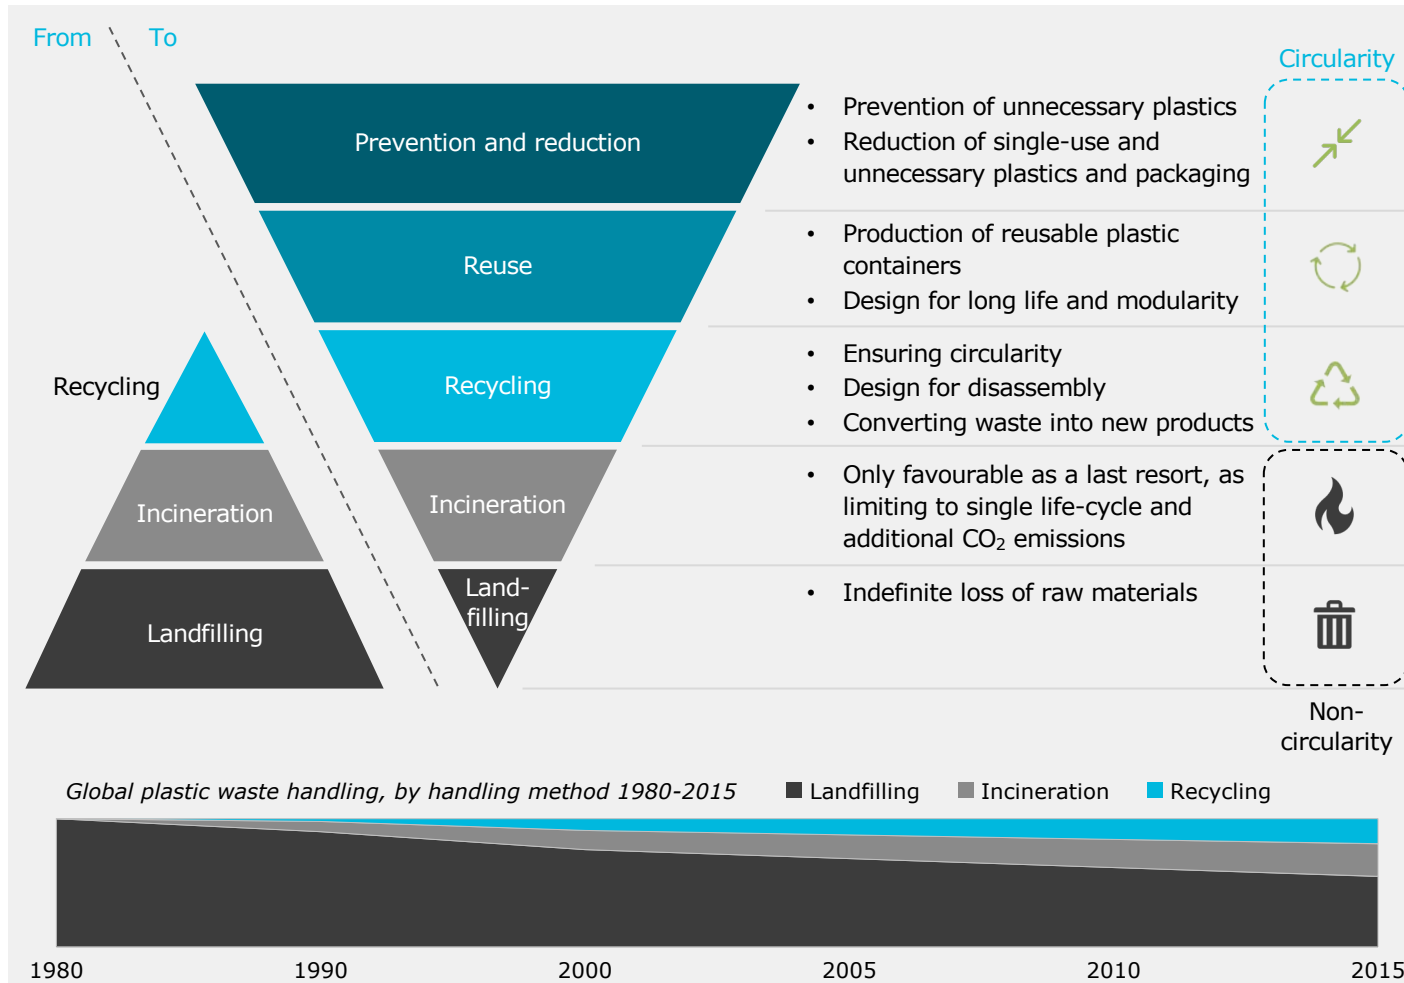 From
To
Circularity
Prevention and reduction
• Prevention of unnecessary plastics
• Reduction of single-use and
unnecessary plastics and packaging
Reuse
• Production of reusable plastic
containers
• Design for long life and modularity
Recycling
Recycling
• Ensuring circularity
• Design for disassembly
• Converting waste into new products
Incineration
Incineration
• Only favourable as a last resort, as
limiting to single life-cycle and
additional CO₂ emissions
Landfilling
Land-
filling
• Indefinite loss of raw materials
Non-
circularity
Global plastic waste handling, by handling method 1980-2015
Landfilling
Incineration
Recycling
1980
1990
2000
2005
2010
2015